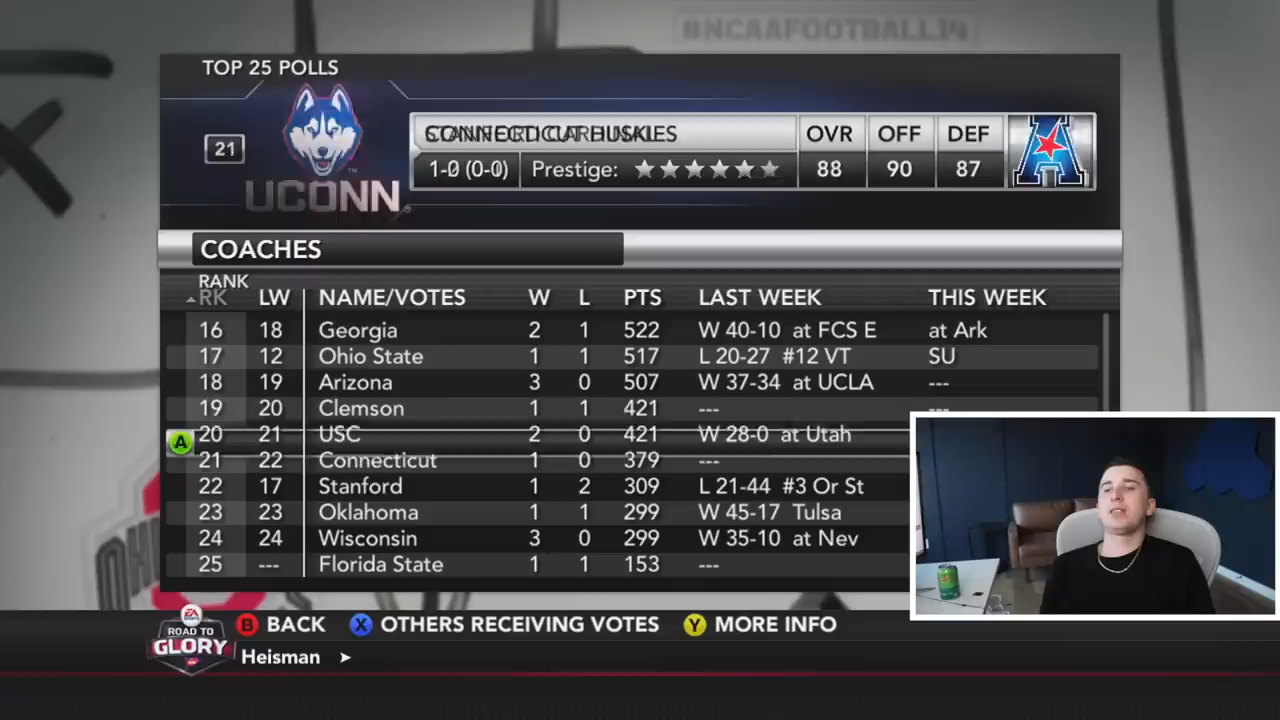 #NCAAFOOTBALL14
TOP 25 POLLS
21
UCONN
CONNECTICUT HUSKIES
OVR OFF DEF
1-0 (0-0) Prestige: 88 90 87
COACHES
RANK
RK LW NAME/VOTES W L PTS LAST WEEK THIS WEEK
16 18 Georgia 2 1 522 W 40-10 at FCS E at Ark
17 12 Ohio State 1 1 517 L 20-27 #12 VT SU
18 19 Arizona 3 0 507 W 37-34 at UCLA ---
19 20 Clemson 1 1 421 --- ---
A 20 21 USC 2 0 421 W 28-0 at Utah
21 22 Connecticut 1 0 379 ---
22 17 Stanford 1 2 309 L 21-44 #3 Or St
23 23 Oklahoma 1 1 299 W 45-17 Tulsa
24 24 Wisconsin 3 0 299 W 35-10 at Nev
25 --- Florida State 1 1 153 ---
EA SPORTS
ROAD TO
GLORY
B BACK X OTHERS RECEIVING VOTES Y MORE INFO
Heisman